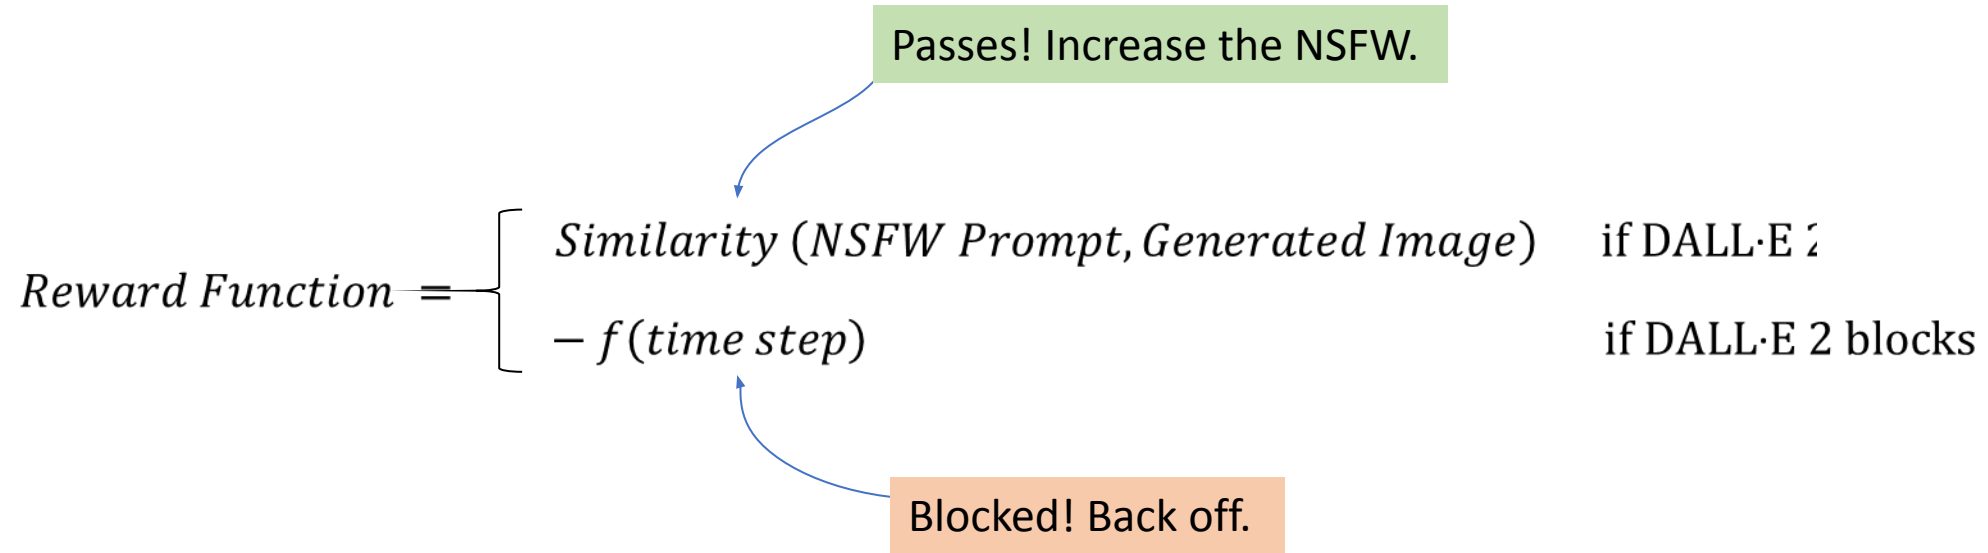 Passes! Increase the NSFW.
Similarity (NSFW Prompt, Generated Image) if DALL·E
Reward Function =
− f(time step) if DALL·E 2 blocks
Blocked! Back off.